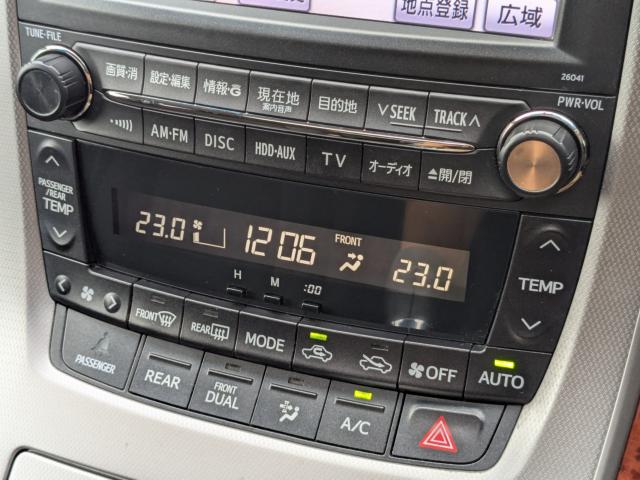 地点登録 広域
26041
TUNE・FILE PWR・VOL
画質・消 設定・編集 情報・G 現在地 案内音声 目的地 ∨SEEK TRACK∧
AM・FM DISC HDD・AUX TV オーディオ ▲開/閉
PASSENGER/REAR TEMP
23.0 12:06 FRONT 23.0
TEMP
H M :00
FRONT REAR MODE OFF AUTO
PASSENGER REAR FRONT DUAL A/C